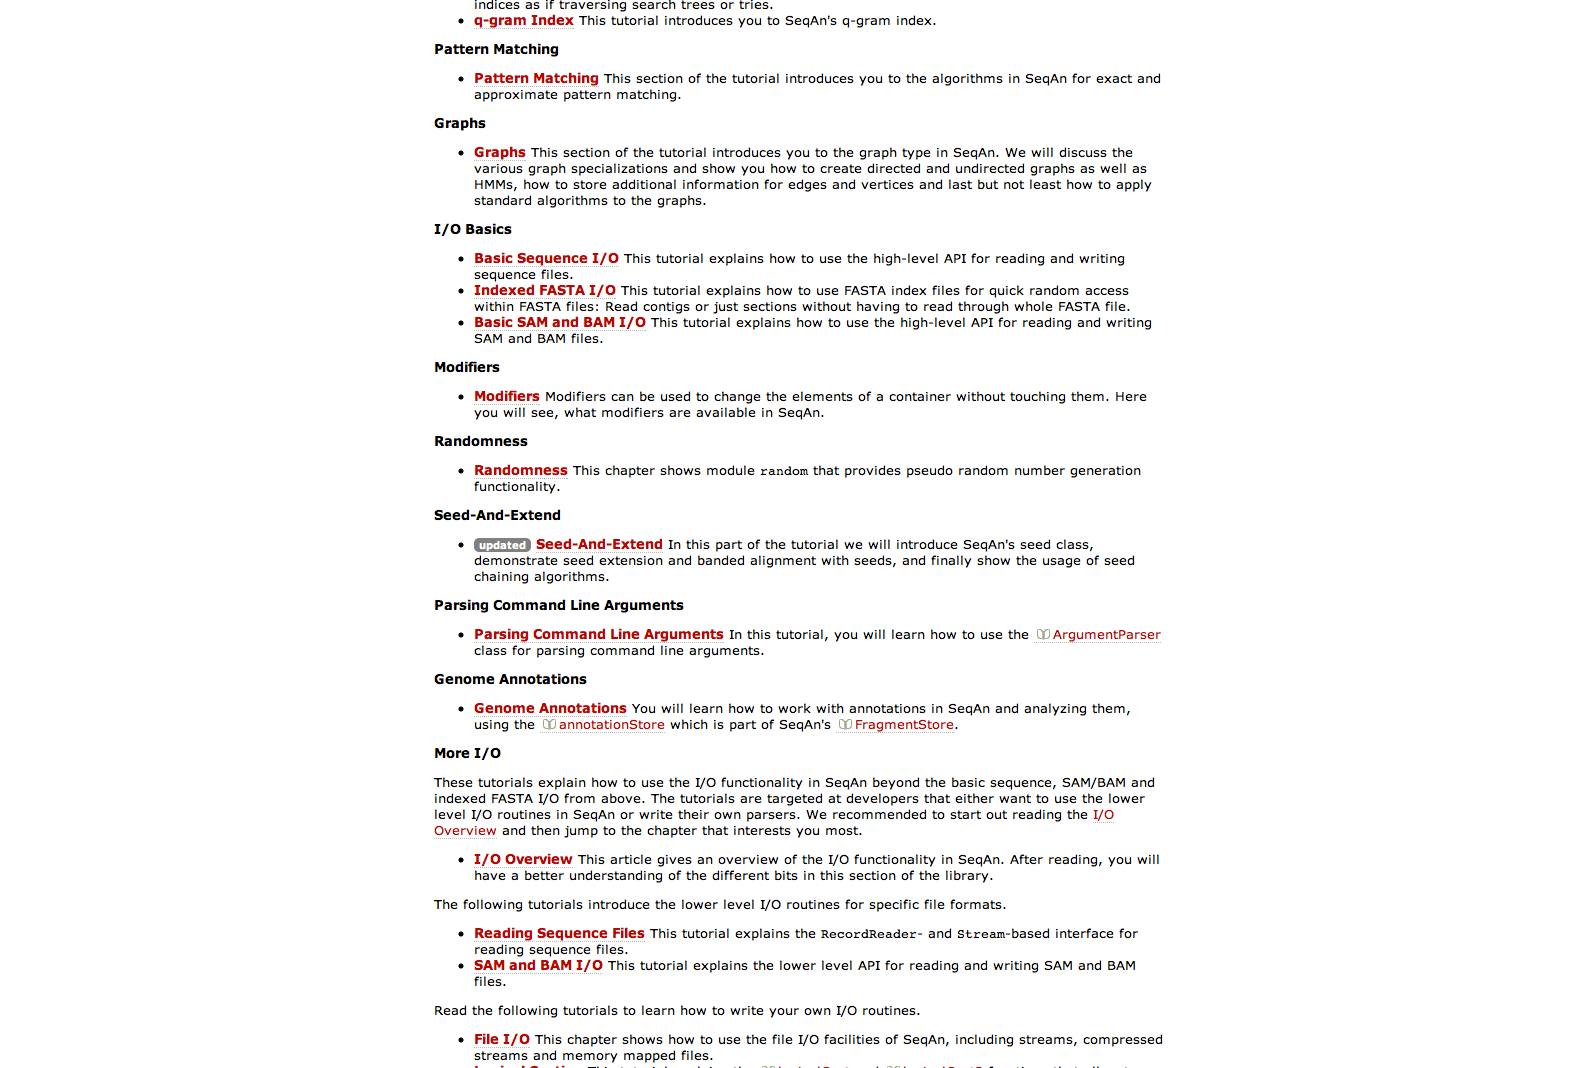 indices as if traversing search trees or tries.
• q-gram Index This tutorial introduces you to SeqAn's q-gram index.
Pattern Matching
• Pattern Matching This section of the tutorial introduces you to the algorithms in SeqAn for exact and
approximate pattern matching.
Graphs
• Graphs This section of the tutorial introduces you to the graph type in SeqAn. We will discuss the
various graph specializations and show you how to create directed and undirected graphs as well as
HMMs, how to store additional information for edges and vertices and last but not least how to apply
standard algorithms to the graphs.
I/O Basics
• Basic Sequence I/O This tutorial explains how to use the high-level API for reading and writing
sequence files.
• Indexed FASTA I/O This tutorial explains how to use FASTA index files for quick random access
within FASTA files: Read contigs or just sections without having to read through whole FASTA file.
• Basic SAM and BAM I/O This tutorial explains how to use the high-level API for reading and writing
SAM and BAM files.
Modifiers
• Modifiers Modifiers can be used to change the elements of a container without touching them. Here
you will see, what modifiers are available in SeqAn.
Randomness
• Randomness This chapter shows module random that provides pseudo random number generation
functionality.
Seed-And-Extend
• updated Seed-And-Extend In this part of the tutorial we will introduce SeqAn's seed class,
demonstrate seed extension and banded alignment with seeds, and finally show the usage of seed
chaining algorithms.
Parsing Command Line Arguments
• Parsing Command Line Arguments In this tutorial, you will learn how to use the ArgumentParser
class for parsing command line arguments.
Genome Annotations
• Genome Annotations You will learn how to work with annotations in SeqAn and analyzing them,
using the annotationStore which is part of SeqAn's FragmentStore.
More I/O
These tutorials explain how to use the I/O functionality in SeqAn beyond the basic sequence, SAM/BAM and
indexed FASTA I/O from above. The tutorials are targeted at developers that either want to use the lower
level I/O routines in SeqAn or write their own parsers. We recommended to start out reading the I/O
Overview and then jump to the chapter that interests you most.
• I/O Overview This article gives an overview of the I/O functionality in SeqAn. After reading, you will
have a better understanding of the different bits in this section of the library.
The following tutorials introduce the lower level I/O routines for specific file formats.
• Reading Sequence Files This tutorial explains the RecordReader- and Stream-based interface for
reading sequence files.
• SAM and BAM I/O This tutorial explains the lower level API for reading and writing SAM and BAM
files.
Read the following tutorials to learn how to write your own I/O routines.
• File I/O This chapter shows how to use the file I/O facilities of SeqAn, including streams, compressed
streams and memory mapped files.